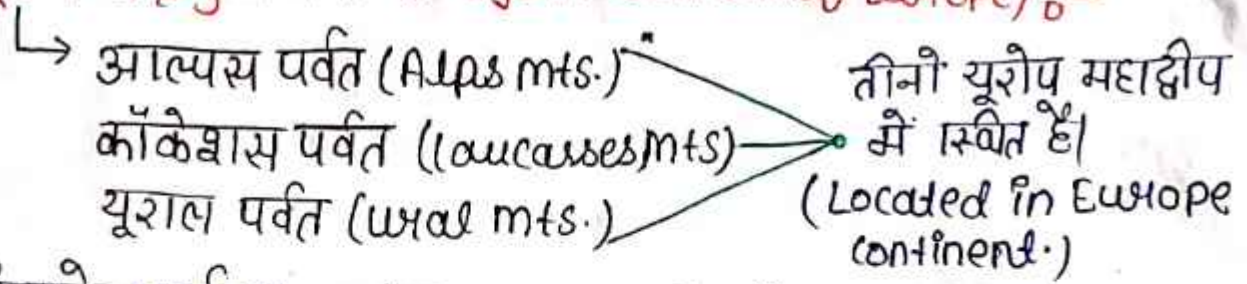 ↳ आल्पस पर्वत (Alps mts.)
कॉकेशस पर्वत (Caucasses mts)
यूराल पर्वत (Ural mts.)
तीनो यूरोप महाद्वीप
में स्थित हैं।
(Located in Europe
continent.)